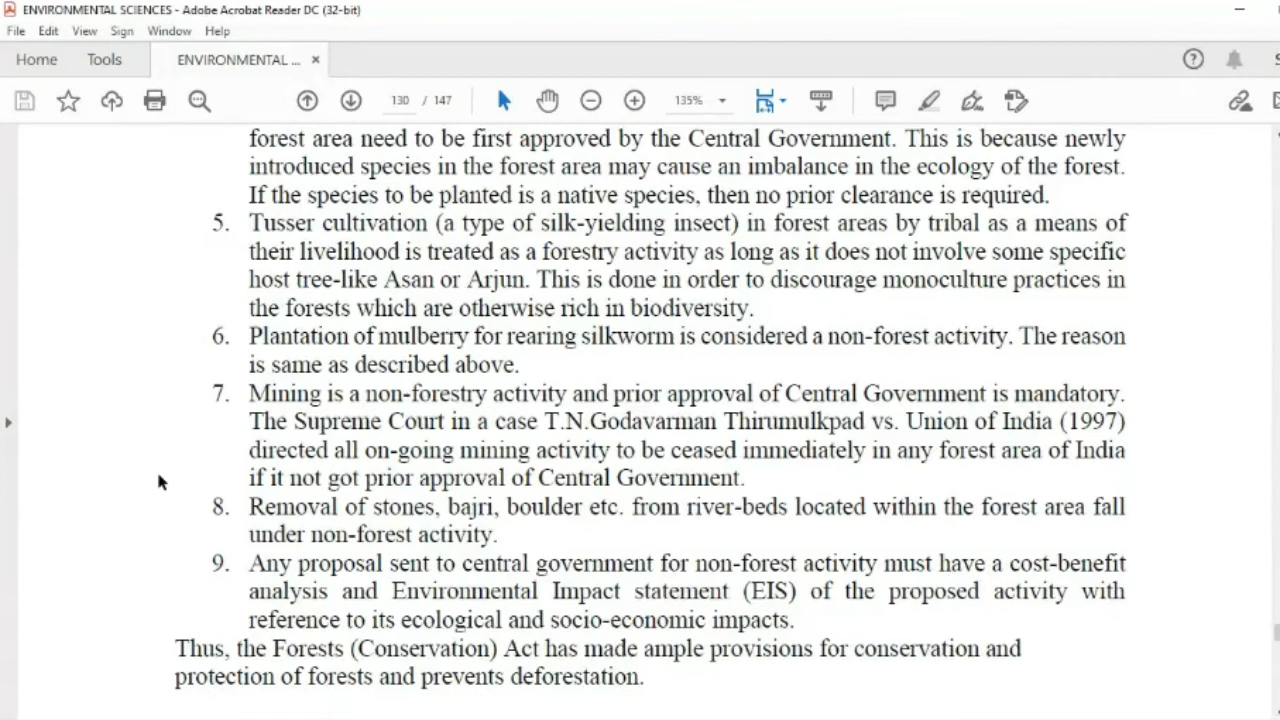 ENVIRONMENTAL SCIENCES - Adobe Acrobat Reader DC (32-bit)
File Edit View Sign Window Help
Home Tools ENVIRONMENTAL ... ×
130 / 147 135%
forest area need to be first approved by the Central Government. This is because newly
introduced species in the forest area may cause an imbalance in the ecology of the forest.
If the species to be planted is a native species, then no prior clearance is required.
5. Tusser cultivation (a type of silk-yielding insect) in forest areas by tribal as a means of
their livelihood is treated as a forestry activity as long as it does not involve some specific
host tree-like Asan or Arjun. This is done in order to discourage monoculture practices in
the forests which are otherwise rich in biodiversity.
6. Plantation of mulberry for rearing silkworm is considered a non-forest activity. The reason
is same as described above.
7. Mining is a non-forestry activity and prior approval of Central Government is mandatory.
The Supreme Court in a case T.N.Godavarman Thirumulkpad vs. Union of India (1997)
directed all on-going mining activity to be ceased immediately in any forest area of India
if it not got prior approval of Central Government.
8. Removal of stones, bajri, boulder etc. from river-beds located within the forest area fall
under non-forest activity.
9. Any proposal sent to central government for non-forest activity must have a cost-benefit
analysis and Environmental Impact statement (EIS) of the proposed activity with
reference to its ecological and socio-economic impacts.
Thus, the Forests (Conservation) Act has made ample provisions for conservation and
protection of forests and prevents deforestation.